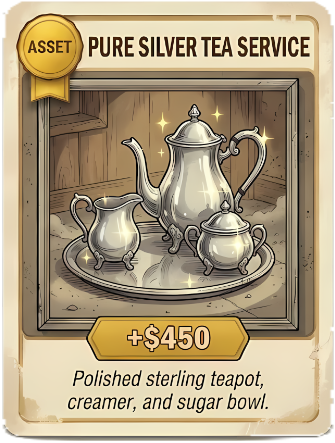 ASSET
PURE SILVER TEA SERVICE
+$450
Polished sterling teapot,
creamer, and sugar bowl.